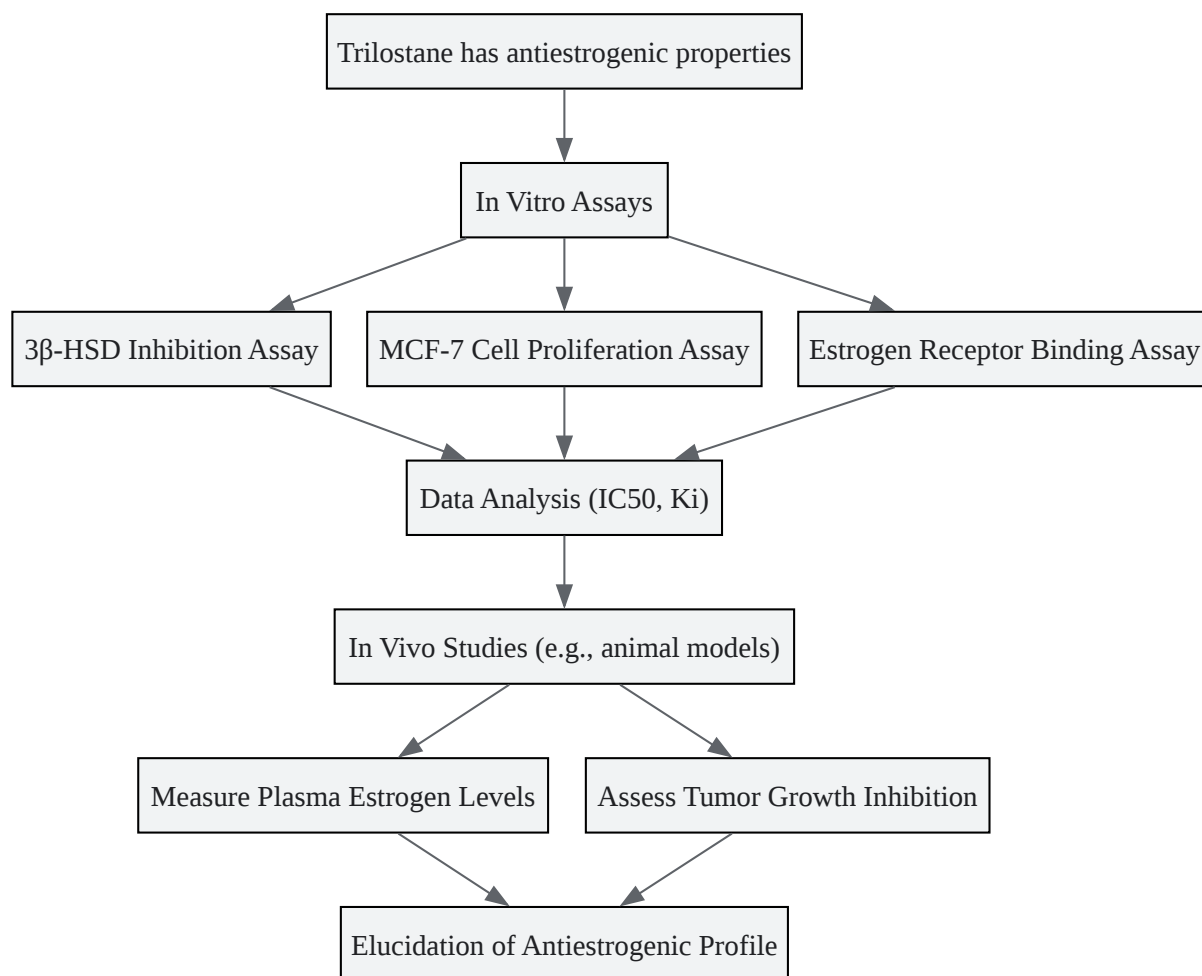 Trilostane has antiestrogenic properties
In Vitro Assays
3β-HSD Inhibition Assay
MCF-7 Cell Proliferation Assay
Estrogen Receptor Binding Assay
Data Analysis (IC50, Ki)
In Vivo Studies (e.g., animal models)
Measure Plasma Estrogen Levels
Assess Tumor Growth Inhibition
Elucidation of Antiestrogenic Profile